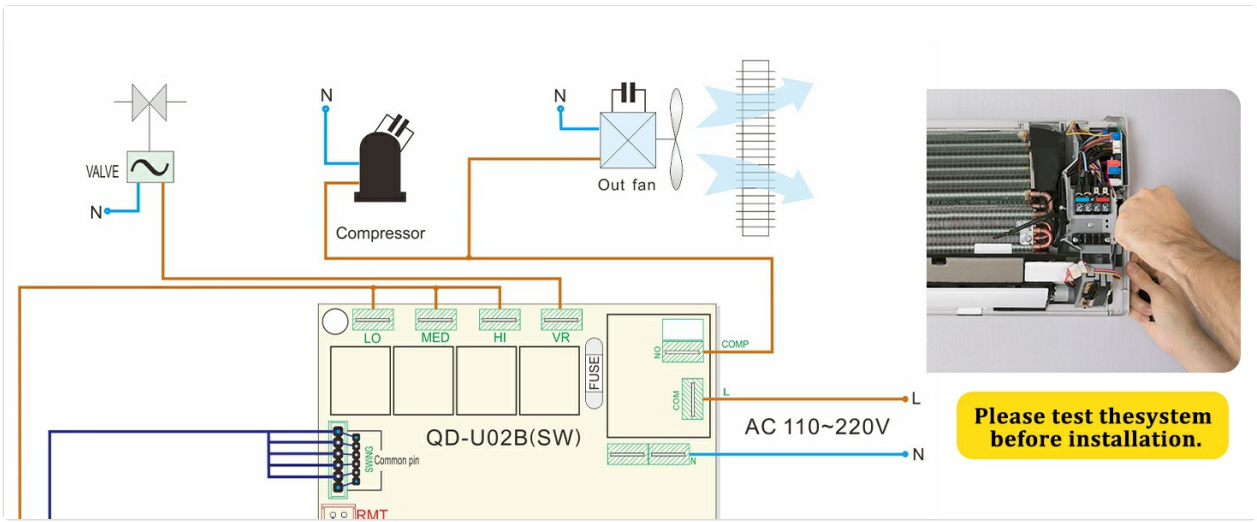 N
N
VALVE
Out fan
N
Compressor
LO
MED
HI
VR
FUSE
NO
COMP
COM
L
L
AC 110~220V
QD-U02B(SW)
SWING
Common pin
N
N
RMT
Please test thesystem
before installation.